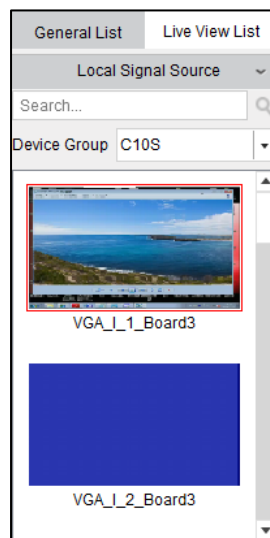 General List
Live View List
Local Signal Source
Search...
Device Group C10S
VGA_I_1_Board3
VGA_I_2_Board3